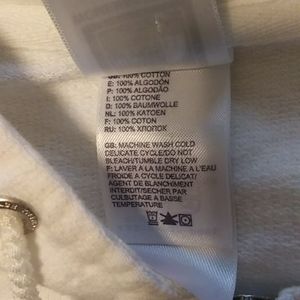 GB: 100% COTTON
E: 100% ALGODÓN
P: 100% ALGODÃO
I: 100% COTONE
D: 100% BAUMWOLLE
NL: 100% KATOEN
F: 100% COTON
RU: 100% ХЛОПОК
GB: MACHINE WASH COLD
DELICATE CYCLE/DO NOT
BLEACH/TUMBLE DRY LOW
F: LAVER A LA MACHINE A L'EAU
FROIDE A CYCLE DELICAT/
AGENT DE BLANCHIMENT
INTERDIT/SECHER PAR
CULBUTAGE A BASSE
TEMPERATURE